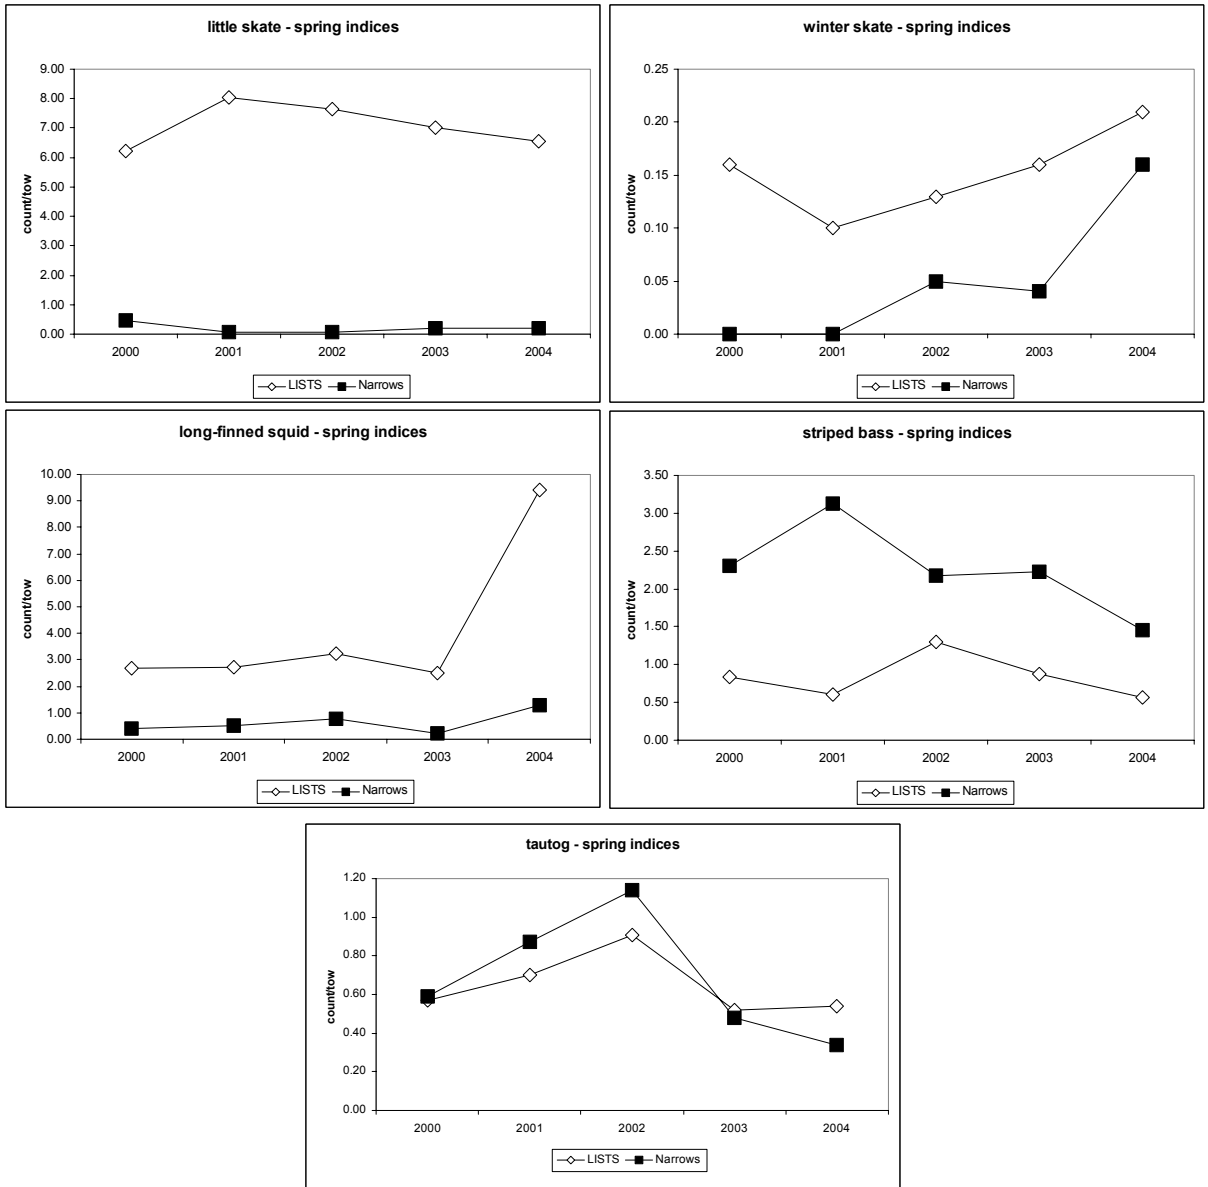 little skate - spring indices
9.00
8.00
7.00
6.00
5.00
4.00
3.00
2.00
1.00
0.00
count/tow
2000 2001 2002 2003 2004
LISTS Narrows
winter skate - spring indices
0.25
0.20
0.15
0.10
0.05
0.00
count/tow
2000 2001 2002 2003 2004
LISTS Narrows
long-finned squid - spring indices
10.00
9.00
8.00
7.00
6.00
5.00
4.00
3.00
2.00
1.00
0.00
count/tow
2000 2001 2002 2003 2004
LISTS Narrows
striped bass - spring indices
3.50
3.00
2.50
2.00
1.50
1.00
0.50
0.00
count/tow
2000 2001 2002 2003 2004
LISTS Narrows
tautog - spring indices
1.20
1.00
0.80
0.60
0.40
0.20
0.00
count/tow
2000 2001 2002 2003 2004
LISTS Narrows